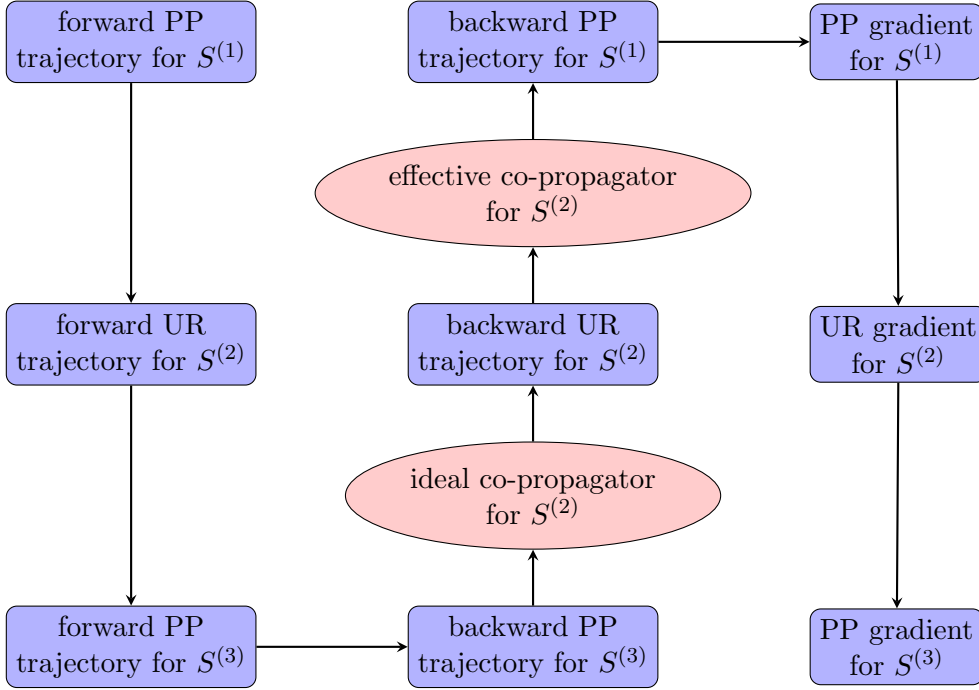 forward PP
trajectory for $S^{(1)}$
forward UR
trajectory for $S^{(2)}$
forward PP
trajectory for $S^{(3)}$
backward PP
trajectory for $S^{(3)}$
ideal co-propagator
for $S^{(2)}$
backward UR
trajectory for $S^{(2)}$
effective co-propagator
for $S^{(2)}$
backward PP
trajectory for $S^{(1)}$
PP gradient
for $S^{(1)}$
UR gradient
for $S^{(2)}$
PP gradient
for $S^{(3)}$